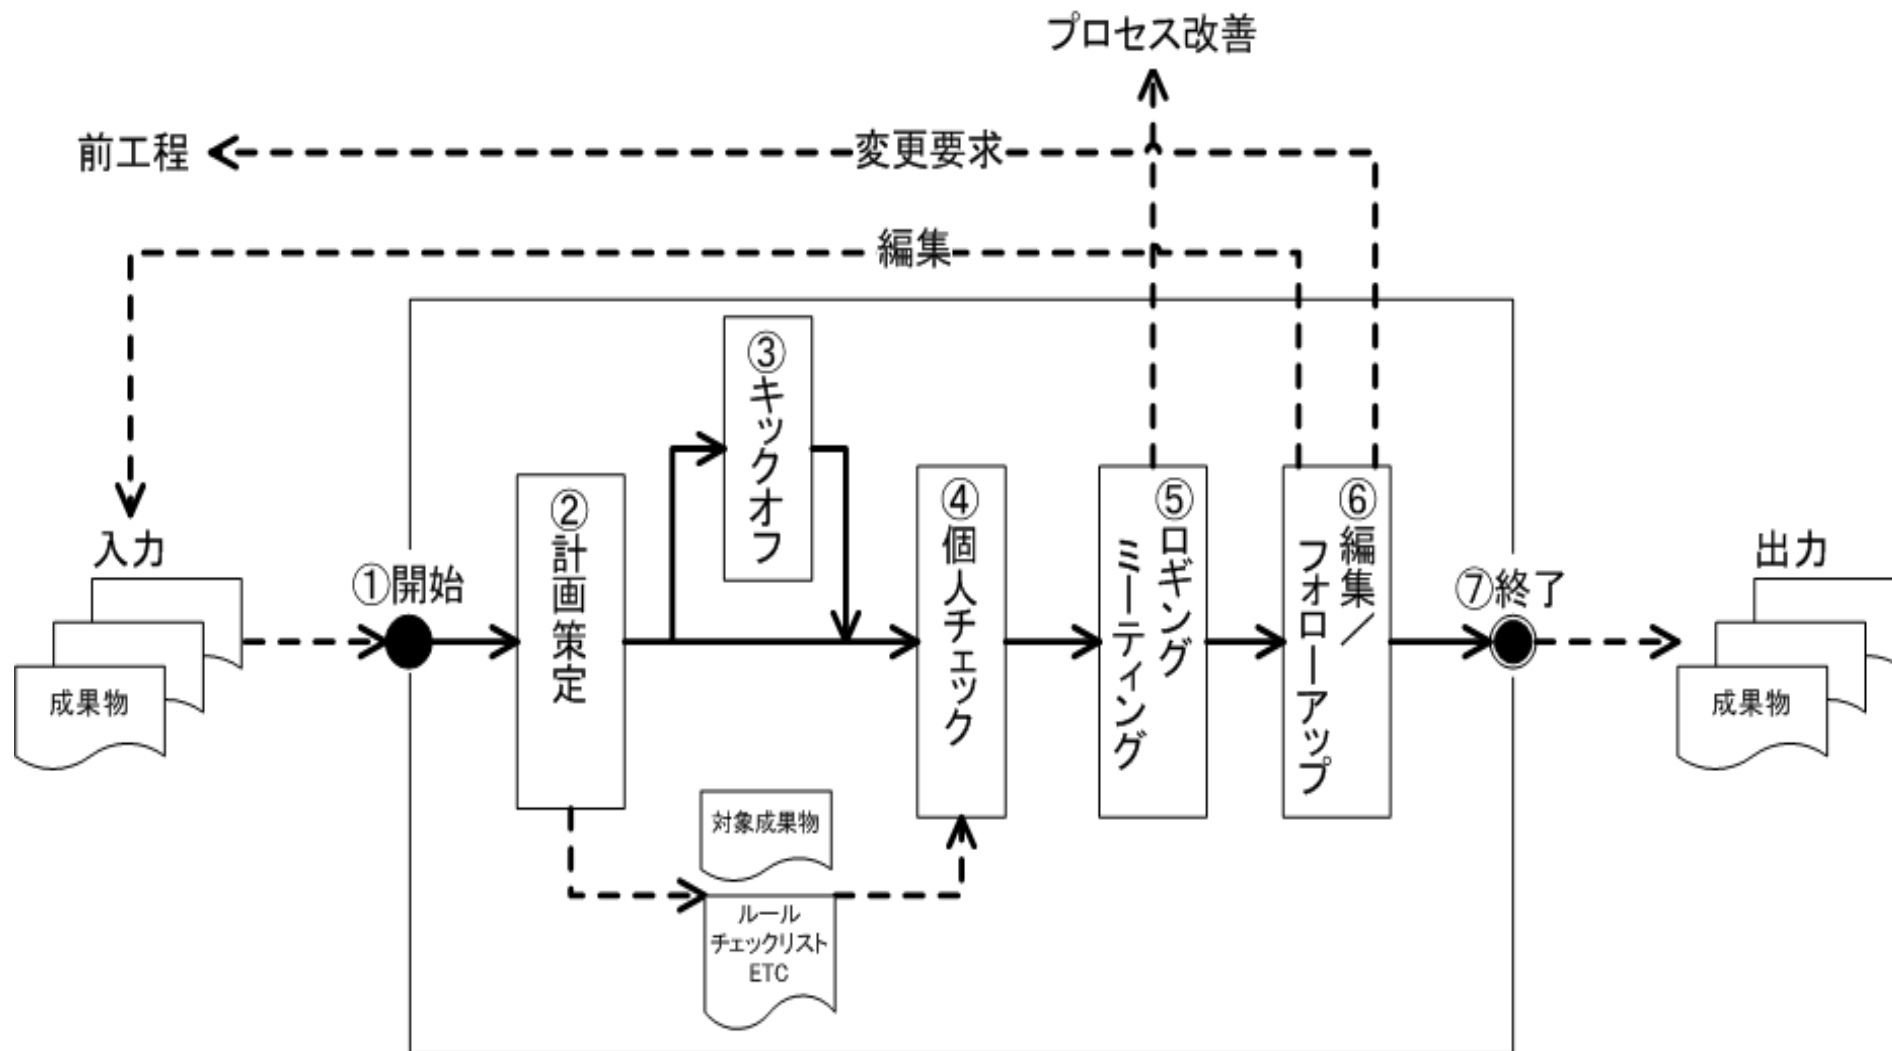 プロセス改善
前工程
変更要求
編集
③キックオフ
入力
①開始
②計画策定
④個人チェック
⑤ロギング
ミーティング
⑥編集／
フォローアップ
⑦終了
出力
成果物
成果物
対象成果物
ルール
チェックリスト
ETC